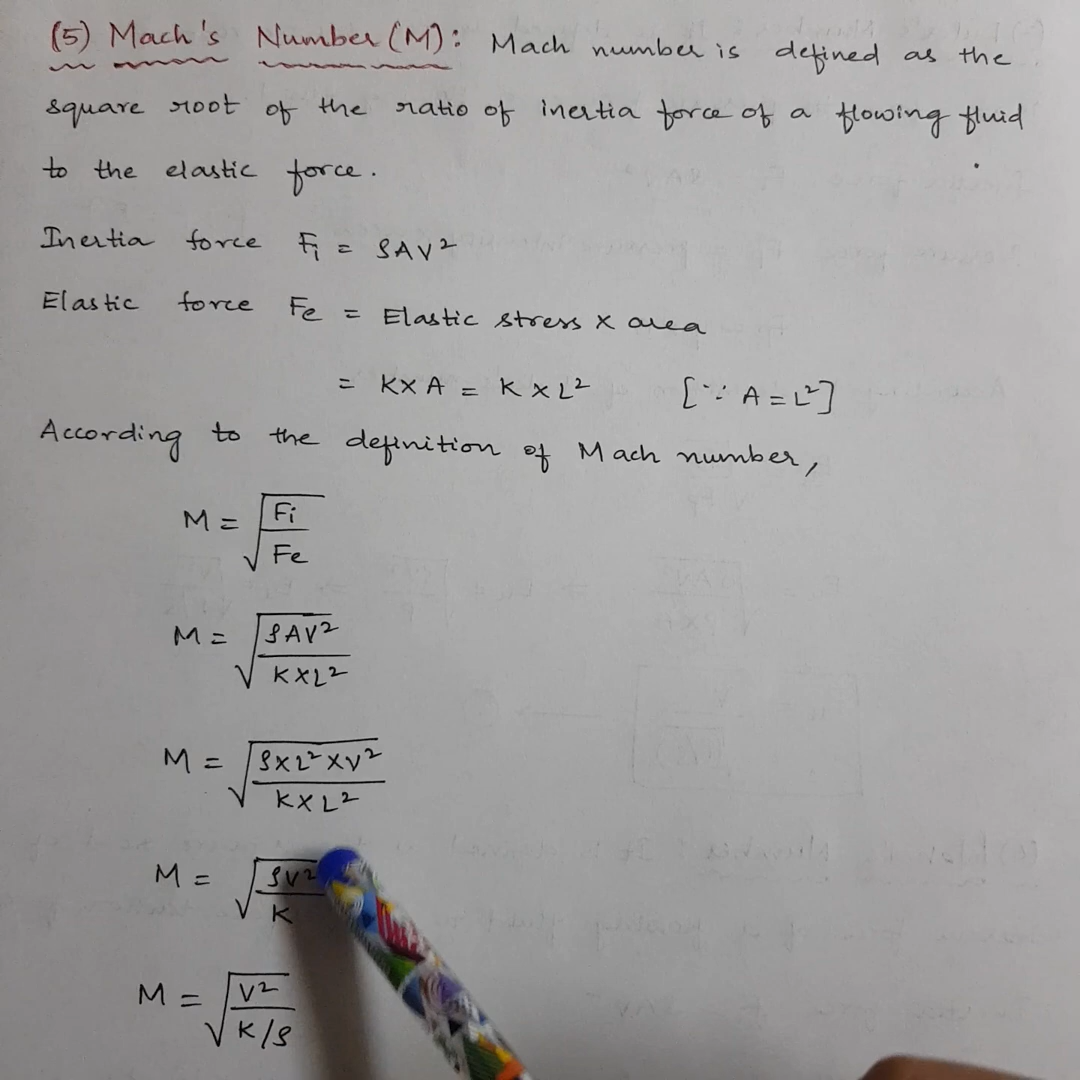 (5) Mach's Number (M): Mach number is defined as the
square root of the ratio of inertia force of a flowing fluid
to the elastic force.
Inertia force Fi = ρAV²
Elastic force Fe = Elastic stress × area
= K×A = K×L² [∵ A = L²]
According to the definition of Mach number,
M = √(Fi/Fe)
M = √(ρAV²/K×L²)
M = √(ρ×L²×V²/K×L²)
M = √(ρV²/K)
M = √(V²/K/ρ)